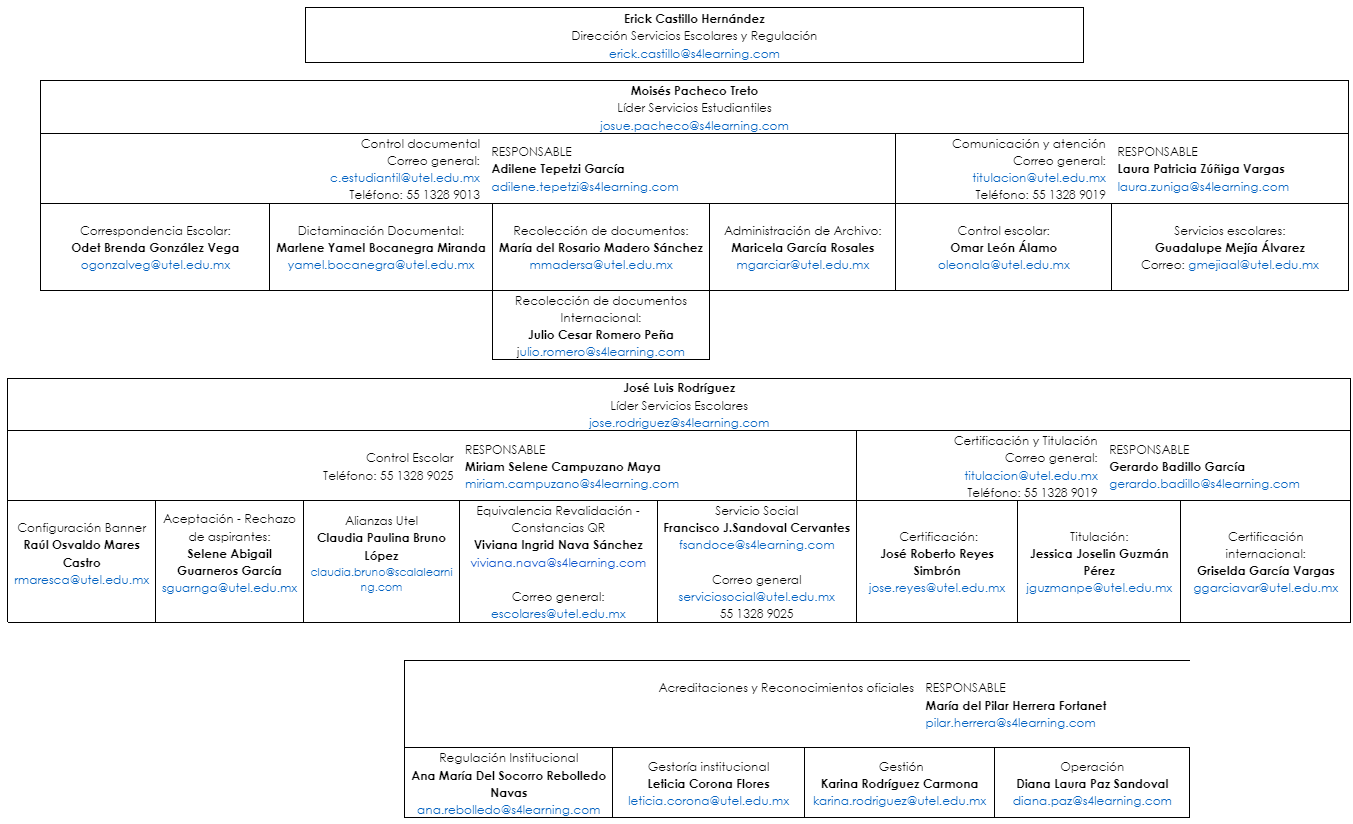 Erick Castillo Hernández
Dirección Servicios Escolares y Regulación
erick.castillo@s4learning.com
Moisés Pacheco Treto
Líder Servicios Estudiantiles
josue.pacheco@s4learning.com
Control documental
Correo general:
c.estudiantil@utel.edu.mx
Teléfono: 55 1328 9013
RESPONSABLE
Adilene Tepetzi García
adilene.tepetzi@s4learning.com
Comunicación y atención
Correo general:
titulacion@utel.edu.mx
Teléfono: 55 1328 9019
RESPONSABLE
Laura Patricia Zúñiga Vargas
laura.zuniga@s4learning.com
Correspondencia Escolar:
Odet Brenda González Vega
ogonzalveg@utel.edu.mx
Dictaminación Documental:
Marlene Yamel Bocanegra Miranda
yamel.bocanegra@utel.edu.mx
Recolección de documentos:
María del Rosario Madero Sánchez
mmadersa@utel.edu.mx
Administración de Archivo:
Maricela García Rosales
mgarciar@utel.edu.mx
Control escolar:
Omar León Álamo
oleonala@utel.edu.mx
Servicios escolares:
Guadalupe Mejía Álvarez
Correo: gmejiaal@utel.edu.mx
Recolección de documentos
Internacional:
Julio Cesar Romero Peña
julio.romero@s4learning.com
José Luis Rodríguez
Líder Servicios Escolares
jose.rodriguez@s4learning.com
Control Escolar
Teléfono: 55 1328 9025
RESPONSABLE
Miriam Selene Campuzano Maya
miriam.campuzano@s4learning.com
Certificación y Titulación
Correo general:
titulacion@utel.edu.mx
Teléfono: 55 1328 9019
RESPONSABLE
Gerardo Badillo García
gerardo.badillo@s4learning.com
Configuración Banner
Raúl Osvaldo Mares
Castro
rmaresca@utel.edu.mx
Aceptación - Rechazo
de aspirantes:
Selene Abigail
Guarneros García
sguarnga@utel.edu.mx
Alianzas Utel
Claudia Paulina Bruno
López
claudia.bruno@scalalearni
ng.com
Equivalencia Revalidación -
Constancias QR
Viviana Ingrid Nava Sánchez
viviana.nava@s4learning.com
Correo general:
escolares@utel.edu.mx
Servicio Social
Francisco J.Sandoval Cervantes
fsandoce@s4learning.com
Correo general
serviciosocial@utel.edu.mx
55 1328 9025
Certificación:
José Roberto Reyes
Simbrón
jose.reyes@utel.edu.mx
Titulación:
Jessica Joselin Guzmán
Pérez
jguzmanpe@utel.edu.mx
Certificación
internacional:
Griselda García Vargas
ggarciavar@utel.edu.mx
Acreditaciones y Reconocimientos oficiales
RESPONSABLE
María del Pilar Herrera Fortanet
pilar.herrera@s4learning.com
Regulación Institucional
Ana María Del Socorro Rebolledo
Navas
ana.rebolledo@s4learning.com
Gestoría institucional
Leticia Corona Flores
leticia.corona@utel.edu.mx
Gestión
Karina Rodríguez Carmona
karina.rodriguez@utel.edu.mx
Operación
Diana Laura Paz Sandoval
diana.paz@s4learning.com